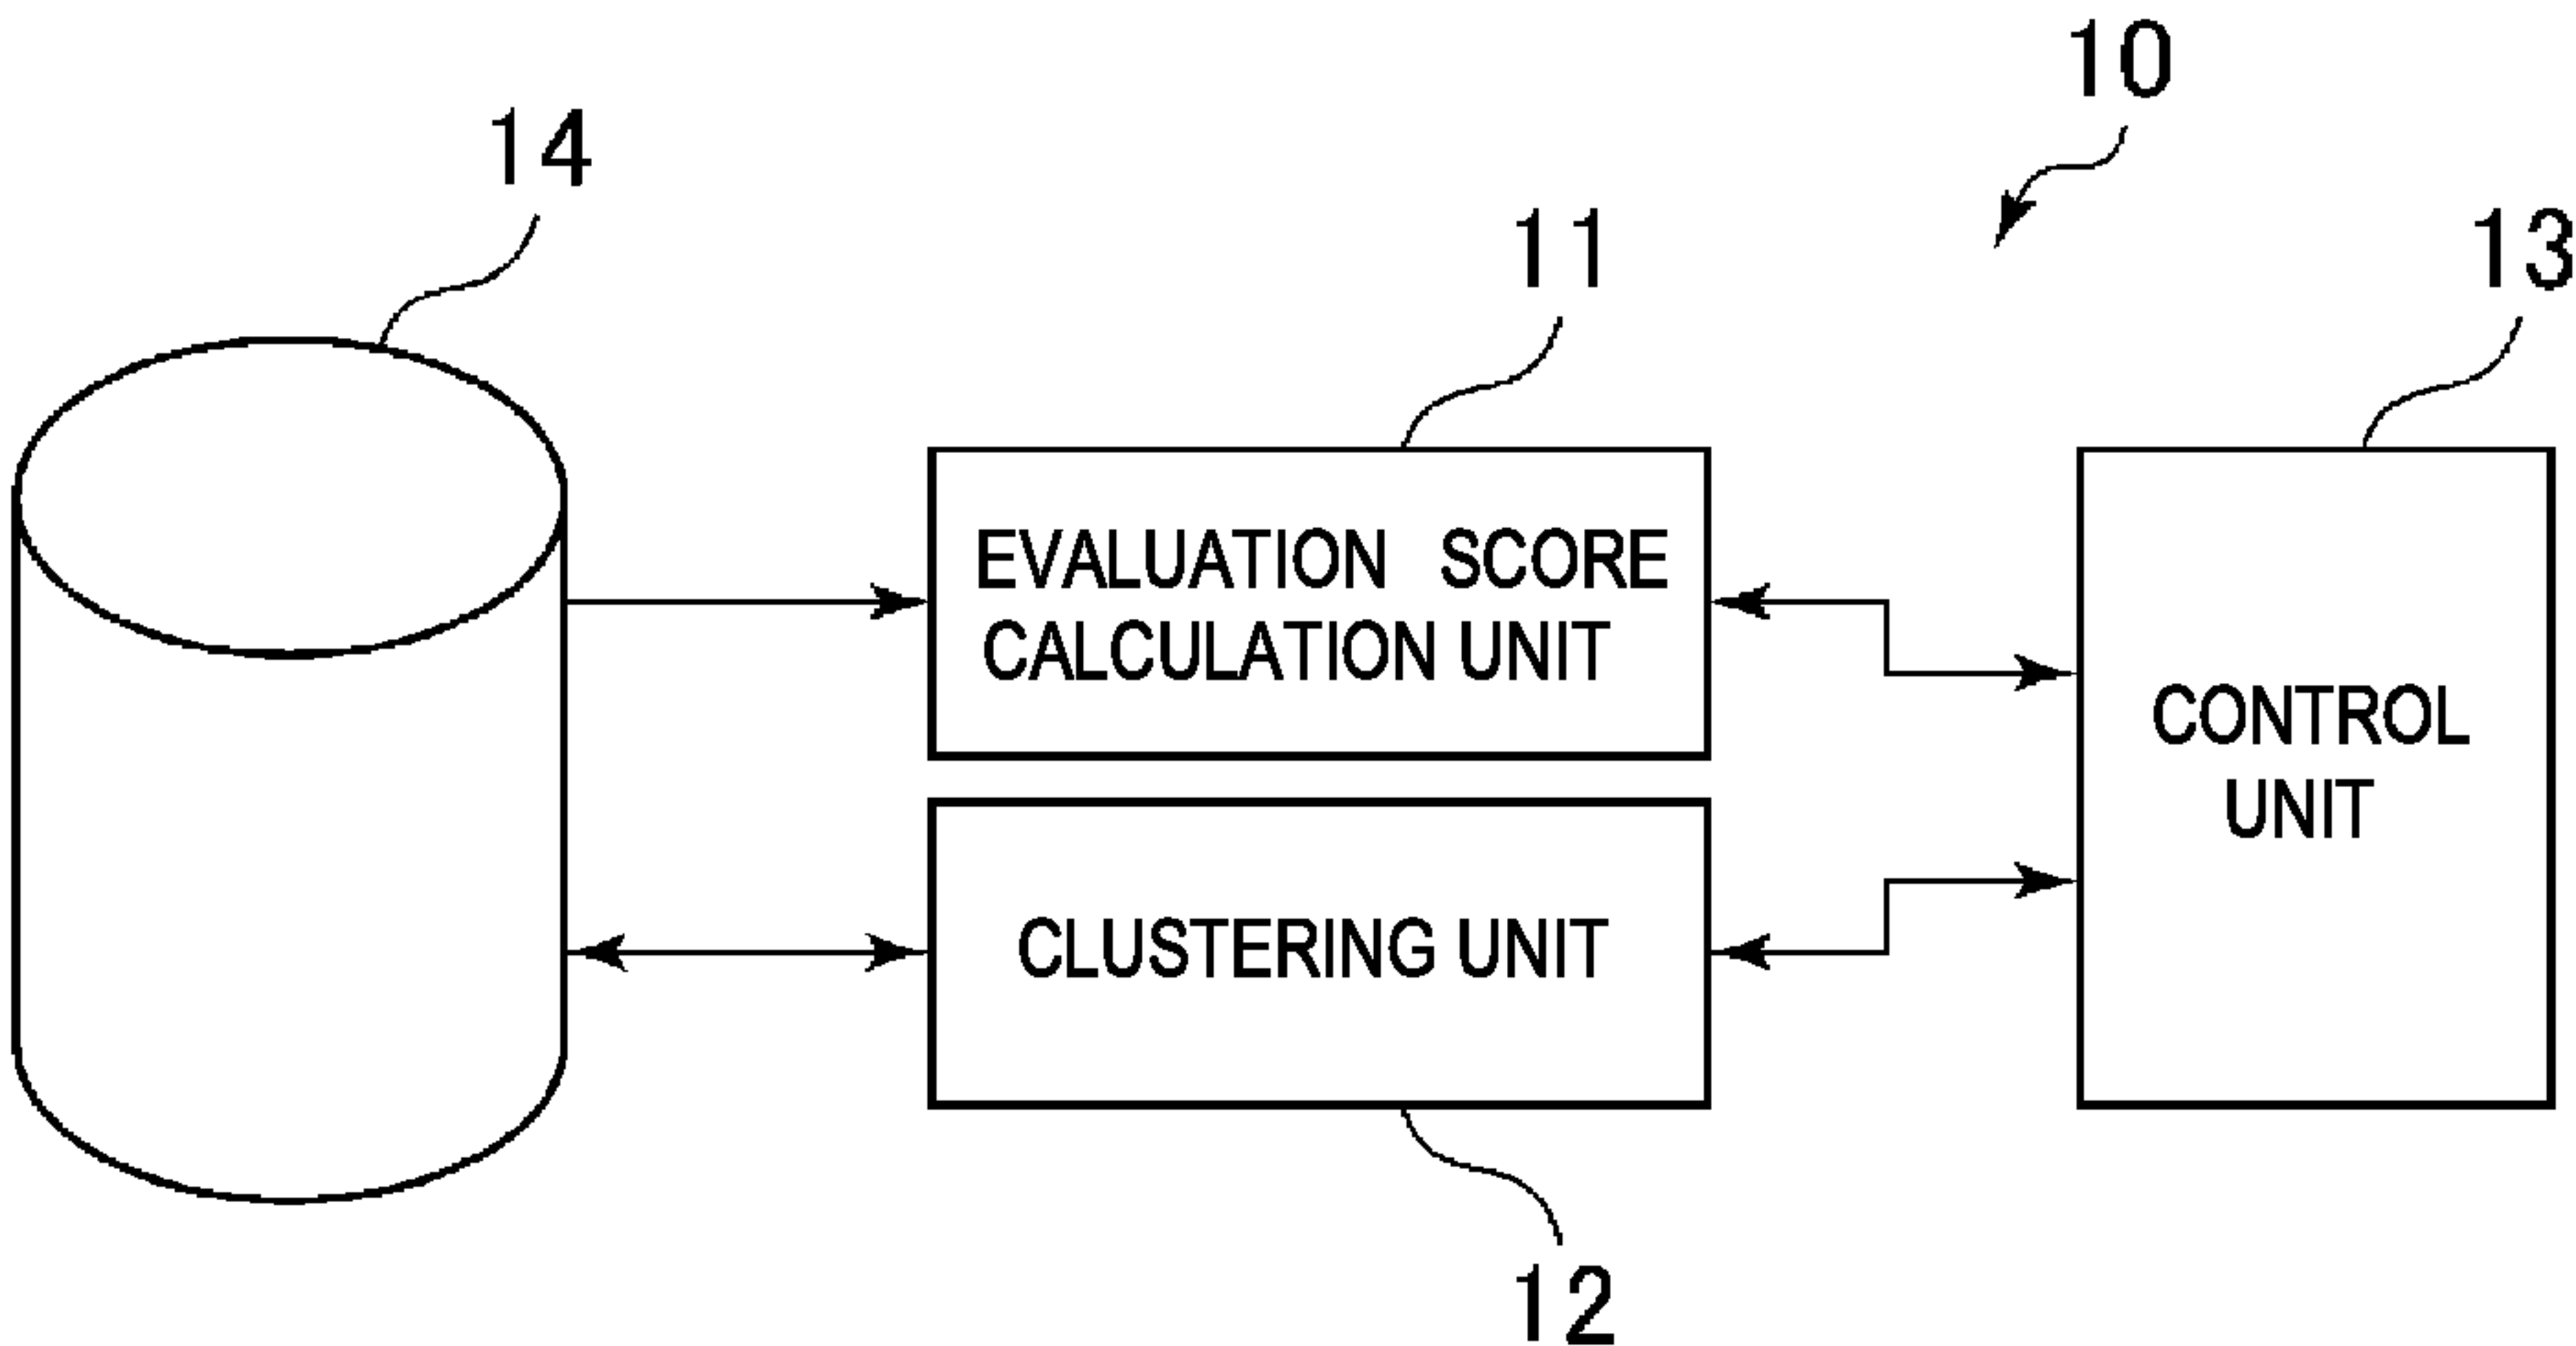 10
14
11
13
EVALUATION SCORE
CALCULATION UNIT
CONTROL
UNIT
CLUSTERING UNIT
12